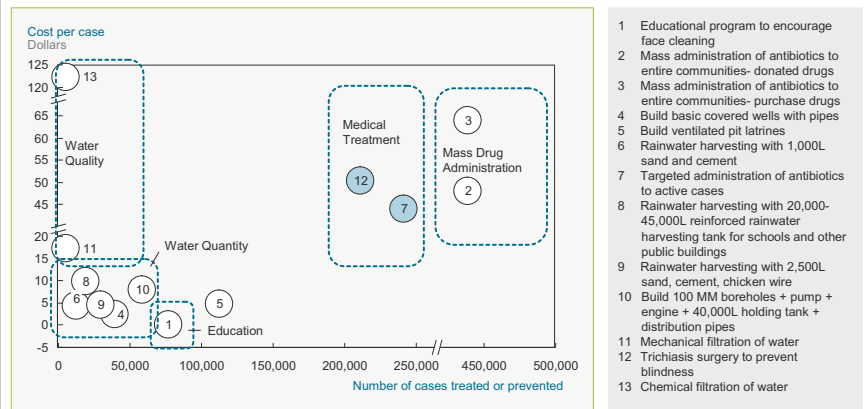 Cost per case
Dollars
125
120
65
60
55
50
45
20
15
10
5
0
-5
13
Water
Quality
11
Water Quantity
8
6
9
4
10
1
5
Education
Medical
Treatment
12
7
3
Mass Drug
Administration
2
0 50,000 100,000 150,000 200,000 250,000 450,000 500,000
Number of cases treated or prevented
1 Educational program to encourage
face cleaning
2 Mass administration of antibiotics to
entire communities- donated drugs
3 Mass administration of antibiotics to
entire communities- purchase drugs
4 Build basic covered wells with pipes
5 Build ventilated pit latrines
6 Rainwater harvesting with 1,000L
sand and cement
7 Targeted administration of antibiotics
to active cases
8 Rainwater harvesting with 20,000-
45,000L reinforced rainwater
harvesting tank for schools and other
public buildings
9 Rainwater harvesting with 2,500L
sand, cement, chicken wire
10 Build 100 MM boreholes + pump +
engine + 40,000L holding tank +
distribution pipes
11 Mechanical filtration of water
12 Trichiasis surgery to prevent
blindness
13 Chemical filtration of water